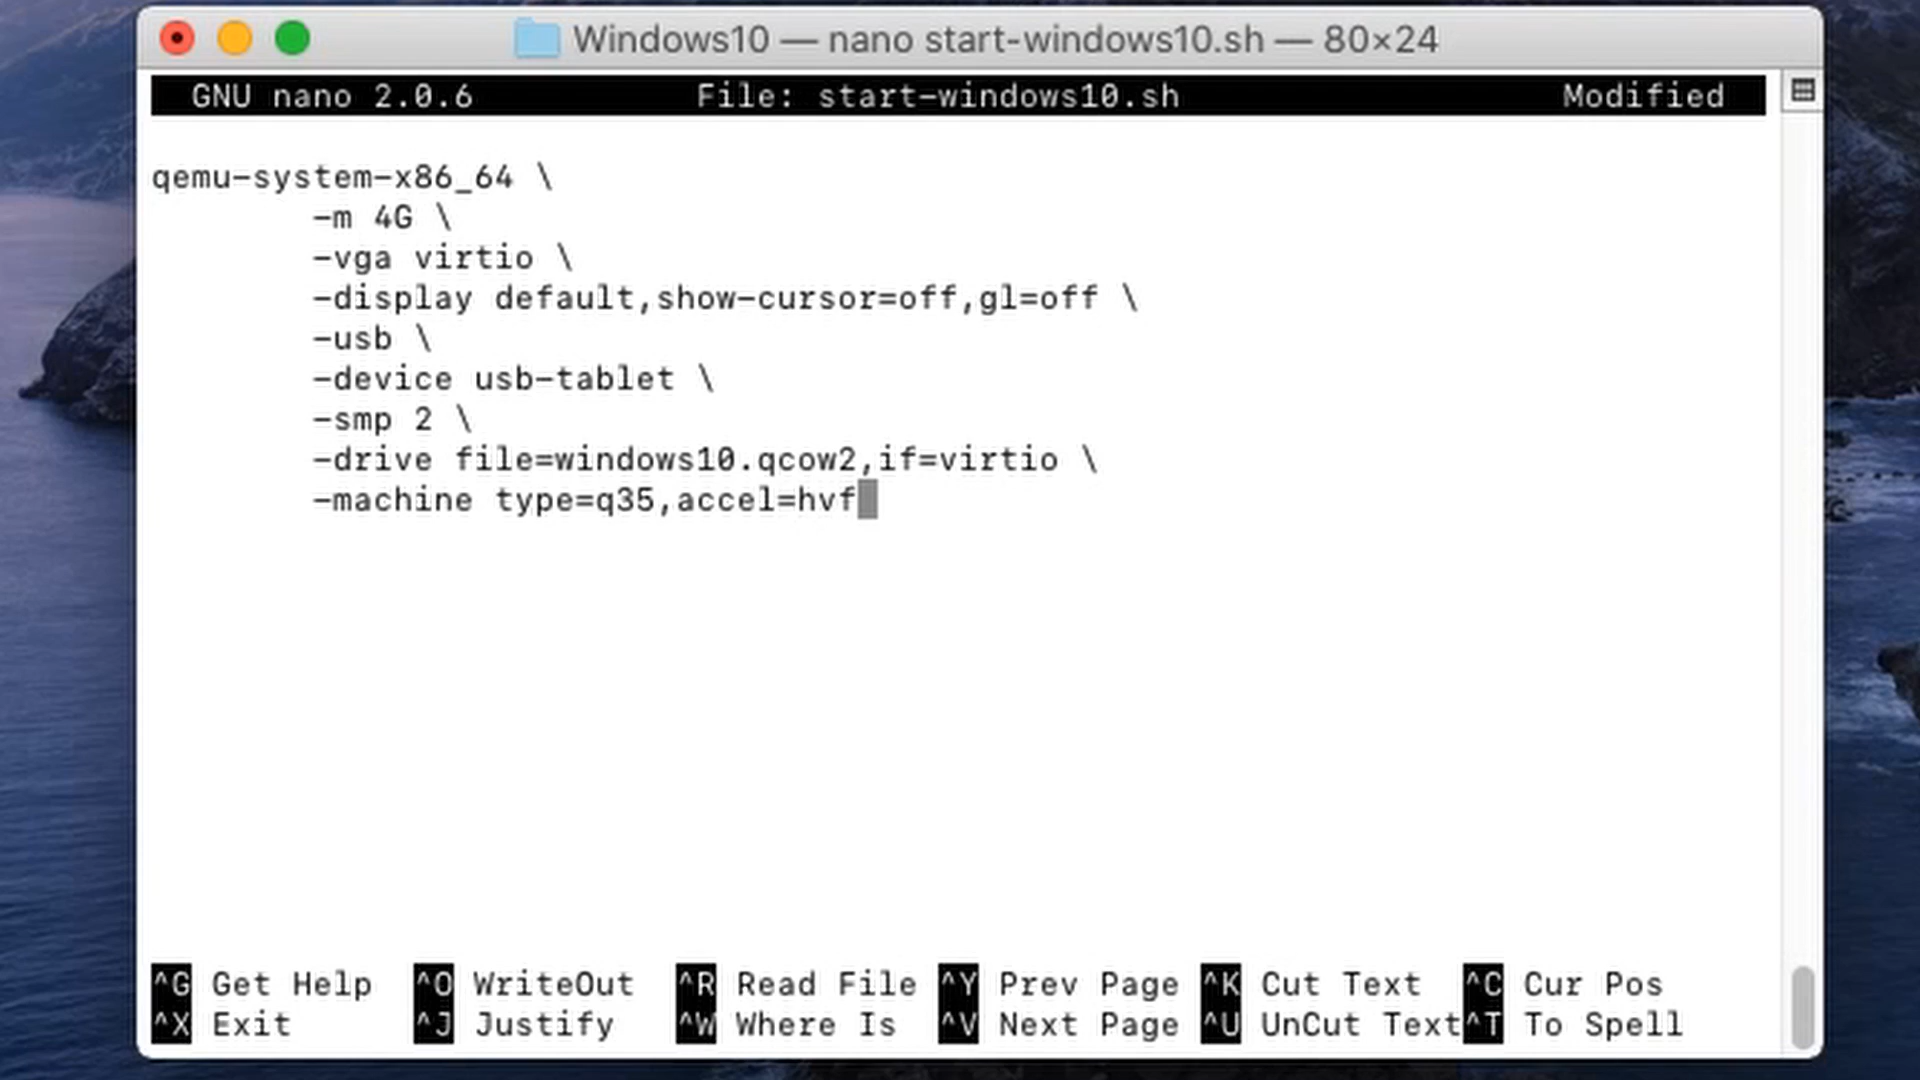 Windows10 — nano start-windows10.sh — 80×24
GNU nano 2.0.6 File: start-windows10.sh Modified
qemu-system-x86_64 \
-m 4G \
-vga virtio \
-display default,show-cursor=off,gl=off \
-usb \
-device usb-tablet \
-smp 2 \
-drive file=windows10.qcow2,if=virtio \
-machine type=q35,accel=hvf
^G Get Help ^O WriteOut ^R Read File ^Y Prev Page ^K Cut Text ^C Cur Pos
^X Exit ^J Justify ^W Where Is ^V Next Page ^U UnCut Text ^T To Spell